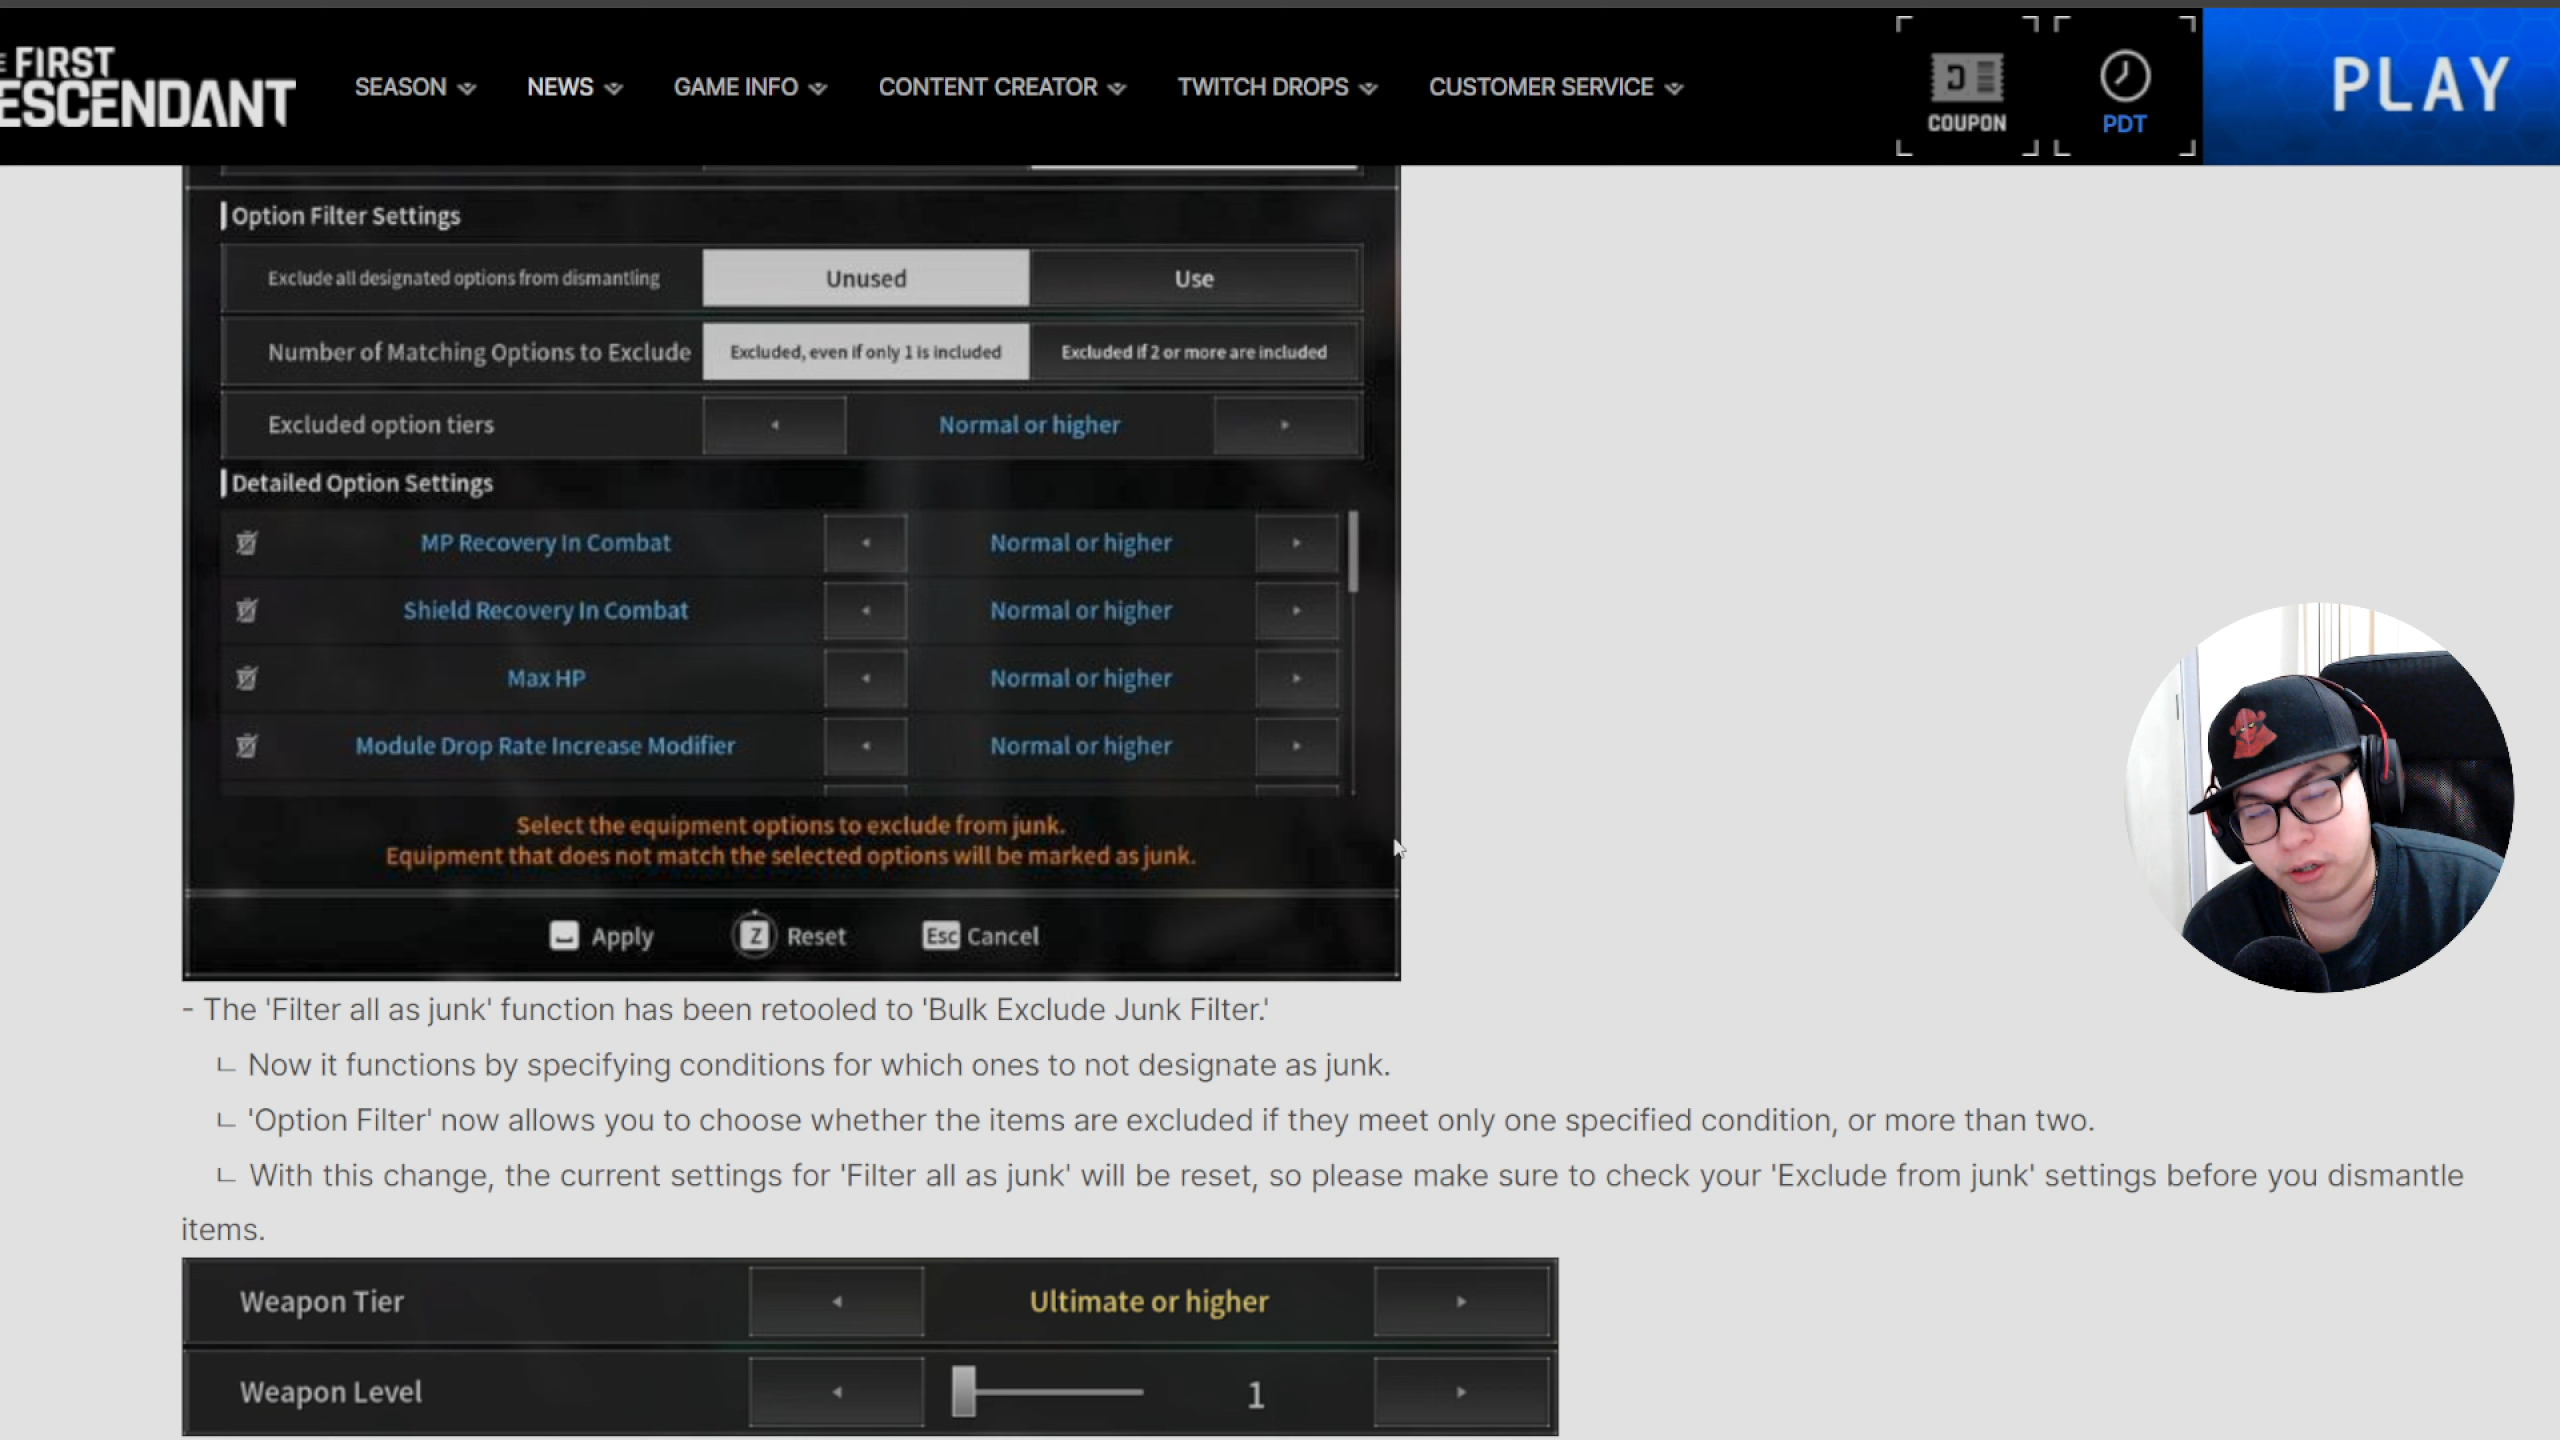 FIRST
ESCENDANT
SEASON
NEWS
GAME INFO
CONTENT CREATOR
TWITCH DROPS
CUSTOMER SERVICE
COUPON
PDT
PLAY
Option Filter Settings
Exclude all designated options from dismantling Unused Use
Number of Matching Options to Exclude Excluded, even if only 1 is included Excluded if 2 or more are included
Excluded option tiers Normal or higher
Detailed Option Settings
MP Recovery In Combat Normal or higher
Shield Recovery In Combat Normal or higher
Max HP Normal or higher
Module Drop Rate Increase Modifier Normal or higher
Select the equipment options to exclude from junk.
Equipment that does not match the selected options will be marked as junk.
Apply Z Reset Esc Cancel
- The 'Filter all as junk' function has been retooled to 'Bulk Exclude Junk Filter.'
ㄴ Now it functions by specifying conditions for which ones to not designate as junk.
ㄴ 'Option Filter' now allows you to choose whether the items are excluded if they meet only one specified condition, or more than two.
ㄴ With this change, the current settings for 'Filter all as junk' will be reset, so please make sure to check your 'Exclude from junk' settings before you dismantle
items.
Weapon Tier Ultimate or higher
Weapon Level 1